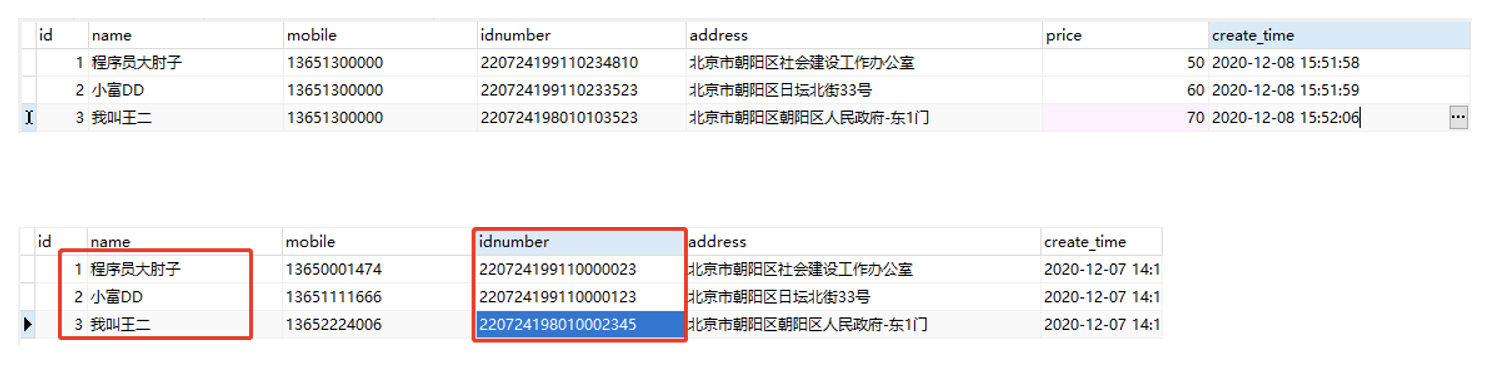 id name mobile idnumber address price create_time
1 程序员大肘子 13651300000 220724199110234810 北京市朝阳区社会建设工作办公室 50 2020-12-08 15:51:58
2 小富DD 13651300000 220724199110233523 北京市朝阳区日坛北街33号 60 2020-12-08 15:51:59
3 我叫王二 13651300000 220724198010103523 北京市朝阳区朝阳区人民政府-东1门 70 2020-12-08 15:52:06
id name mobile idnumber address create_time
1 程序员大肘子 13650001474 220724199110000023 北京市朝阳区社会建设工作办公室 2020-12-07 14:1
2 小富DD 13651111666 220724199110000123 北京市朝阳区日坛北街33号 2020-12-07 14:1
3 我叫王二 13652224006 220724198010002345 北京市朝阳区朝阳区人民政府-东1门 2020-12-07 14:1